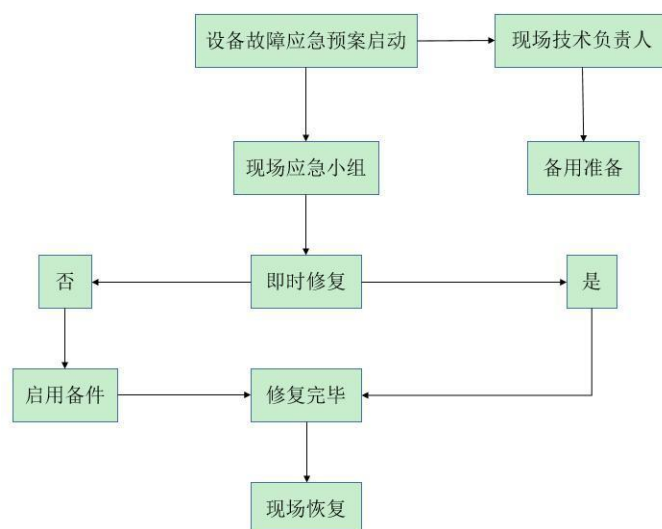 设备故障应急预案启动
现场技术负责人
现场应急小组
备用准备
否
即时修复
是
启用备件
修复完毕
现场恢复